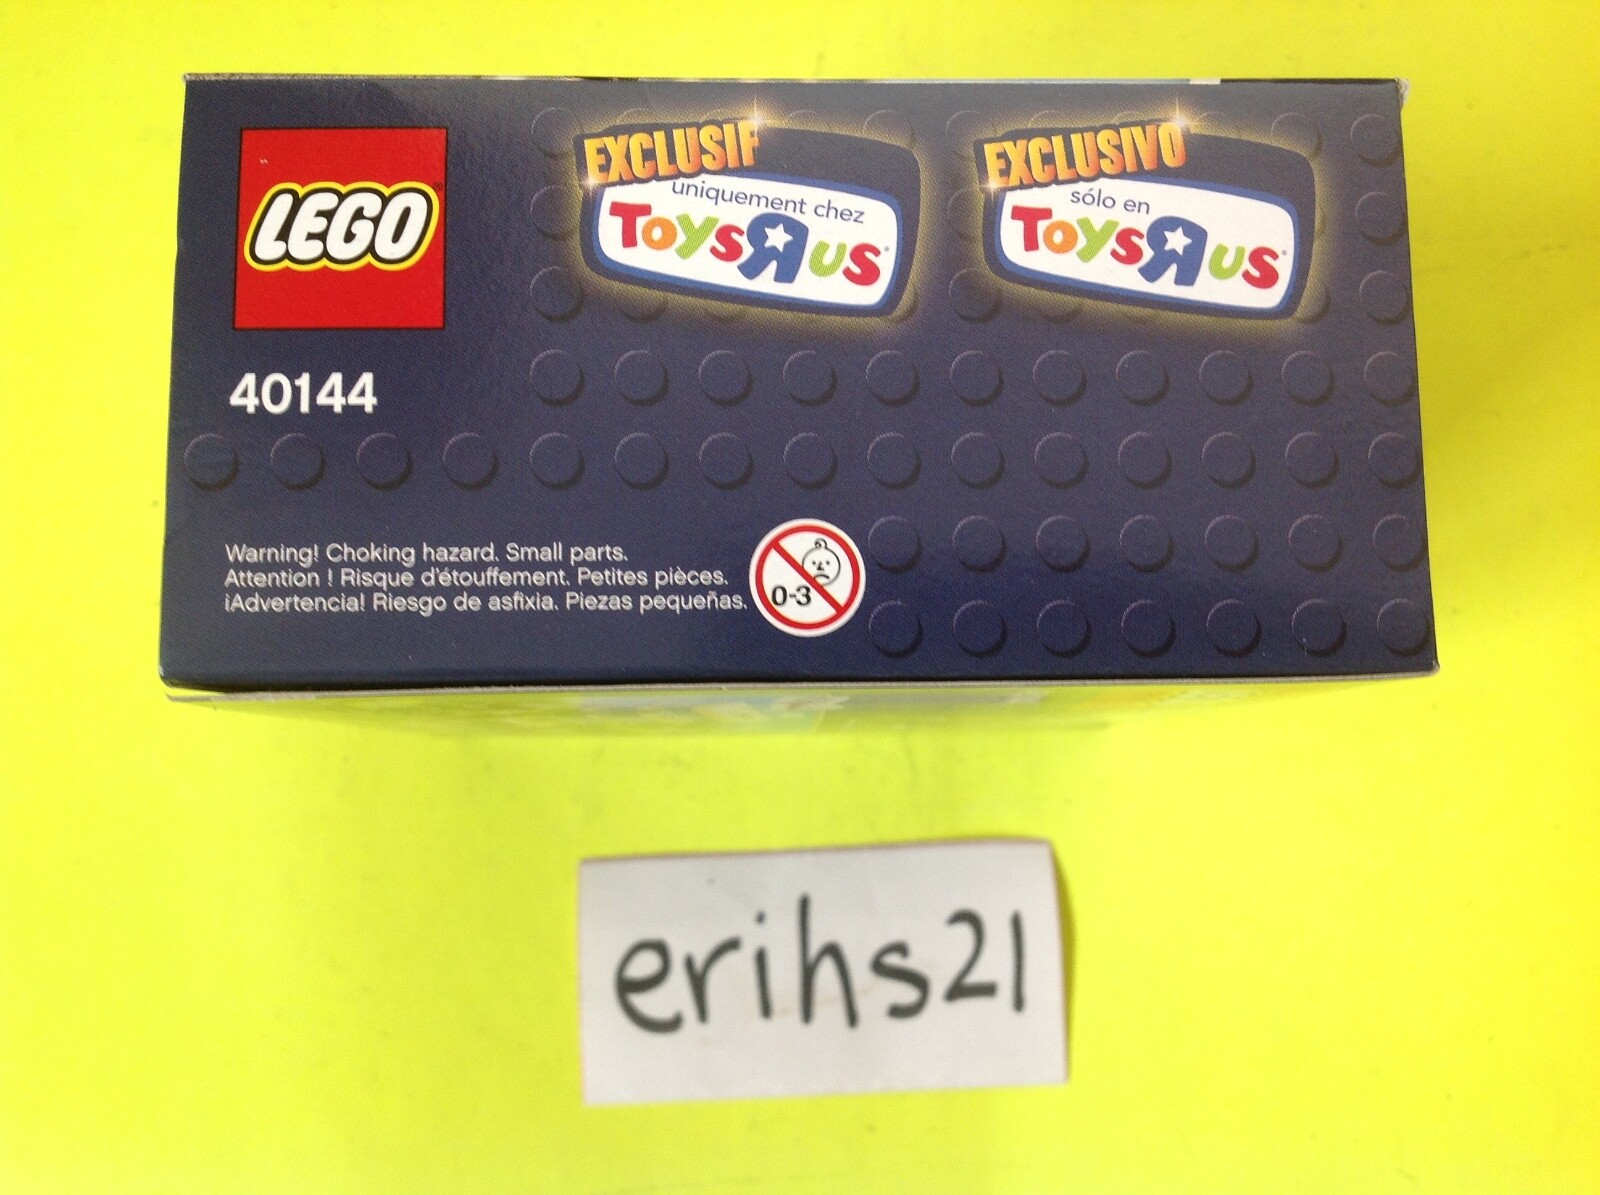 LEGO
EXCLUSIF
uniquement chez
ToysRus
EXCLUSIVO
sólo en
ToysRus
40144
Warning! Choking hazard. Small parts.
Attention ! Risque d'étouffement. Petites pièces.
¡Advertencia! Riesgo de asfixia. Piezas pequeñas.
0-3
erihs21